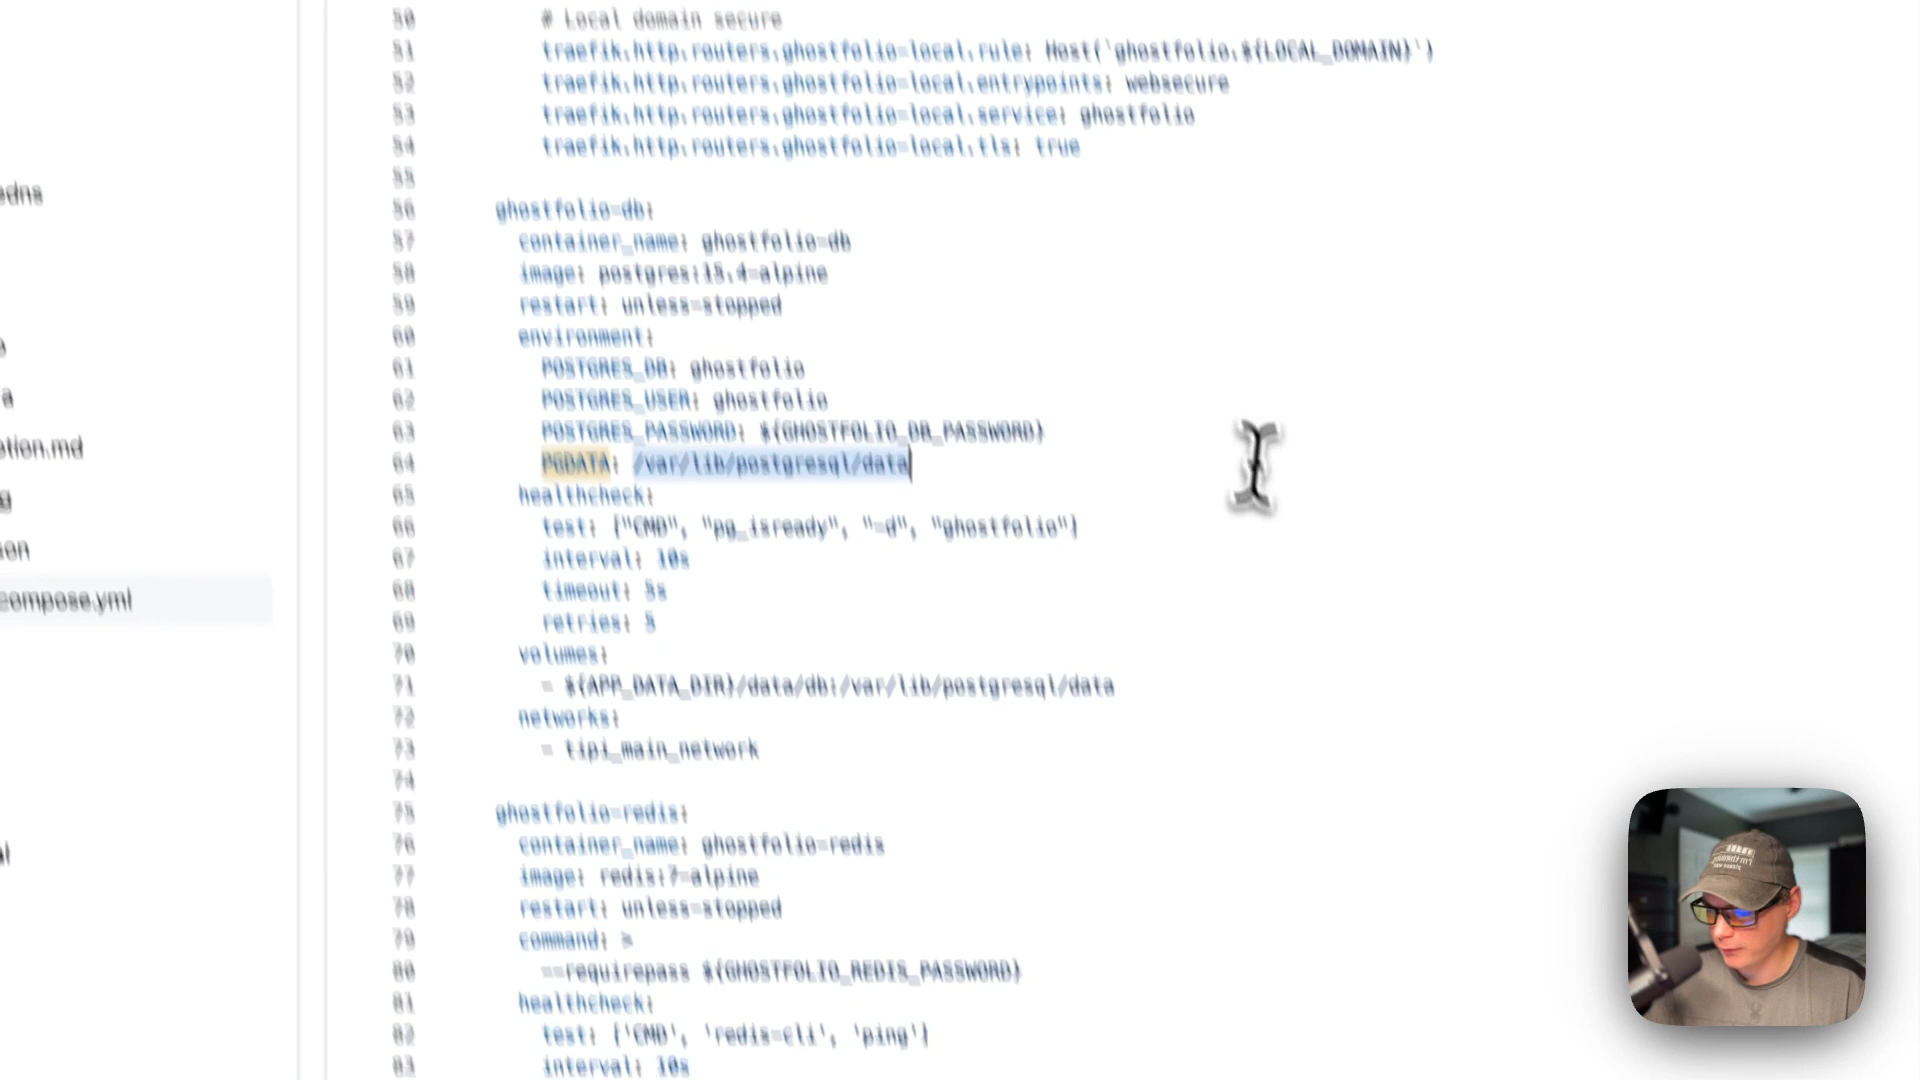 50 # Local domain secure
51 traefik.http.routers.ghostfolio-local.rule: Host(`ghostfolio.${LOCAL_DOMAIN}`)
52 traefik.http.routers.ghostfolio-local.entrypoints: websecure
53 traefik.http.routers.ghostfolio-local.service: ghostfolio
54 traefik.http.routers.ghostfolio-local.tls: true
55
56 ghostfolio-db:
57 container_name: ghostfolio-db
58 image: postgres:15.4-alpine
59 restart: unless-stopped
60 environment:
61 POSTGRES_DB: ghostfolio
62 POSTGRES_USER: ghostfolio
63 POSTGRES_PASSWORD: ${GHOSTFOLIO_DB_PASSWORD}
64 PGDATA: /var/lib/postgresql/data
65 healthcheck:
66 test: ["CMD", "pg_isready", "-d", "ghostfolio"]
67 interval: 10s
68 timeout: 5s
69 retries: 5
70 volumes:
71 - ${APP_DATA_DIR}/data/db:/var/lib/postgresql/data
72 networks:
73 - tipi_main_network
74
75 ghostfolio-redis:
76 container_name: ghostfolio-redis
77 image: redis:7-alpine
78 restart: unless-stopped
79 command: >
80 --requirepass ${GHOSTFOLIO_REDIS_PASSWORD}
81 healthcheck:
82 test: ['CMD', 'redis-cli', 'ping']
83 interval: 10s
edns
a
ation.md
g
on
compose.yml